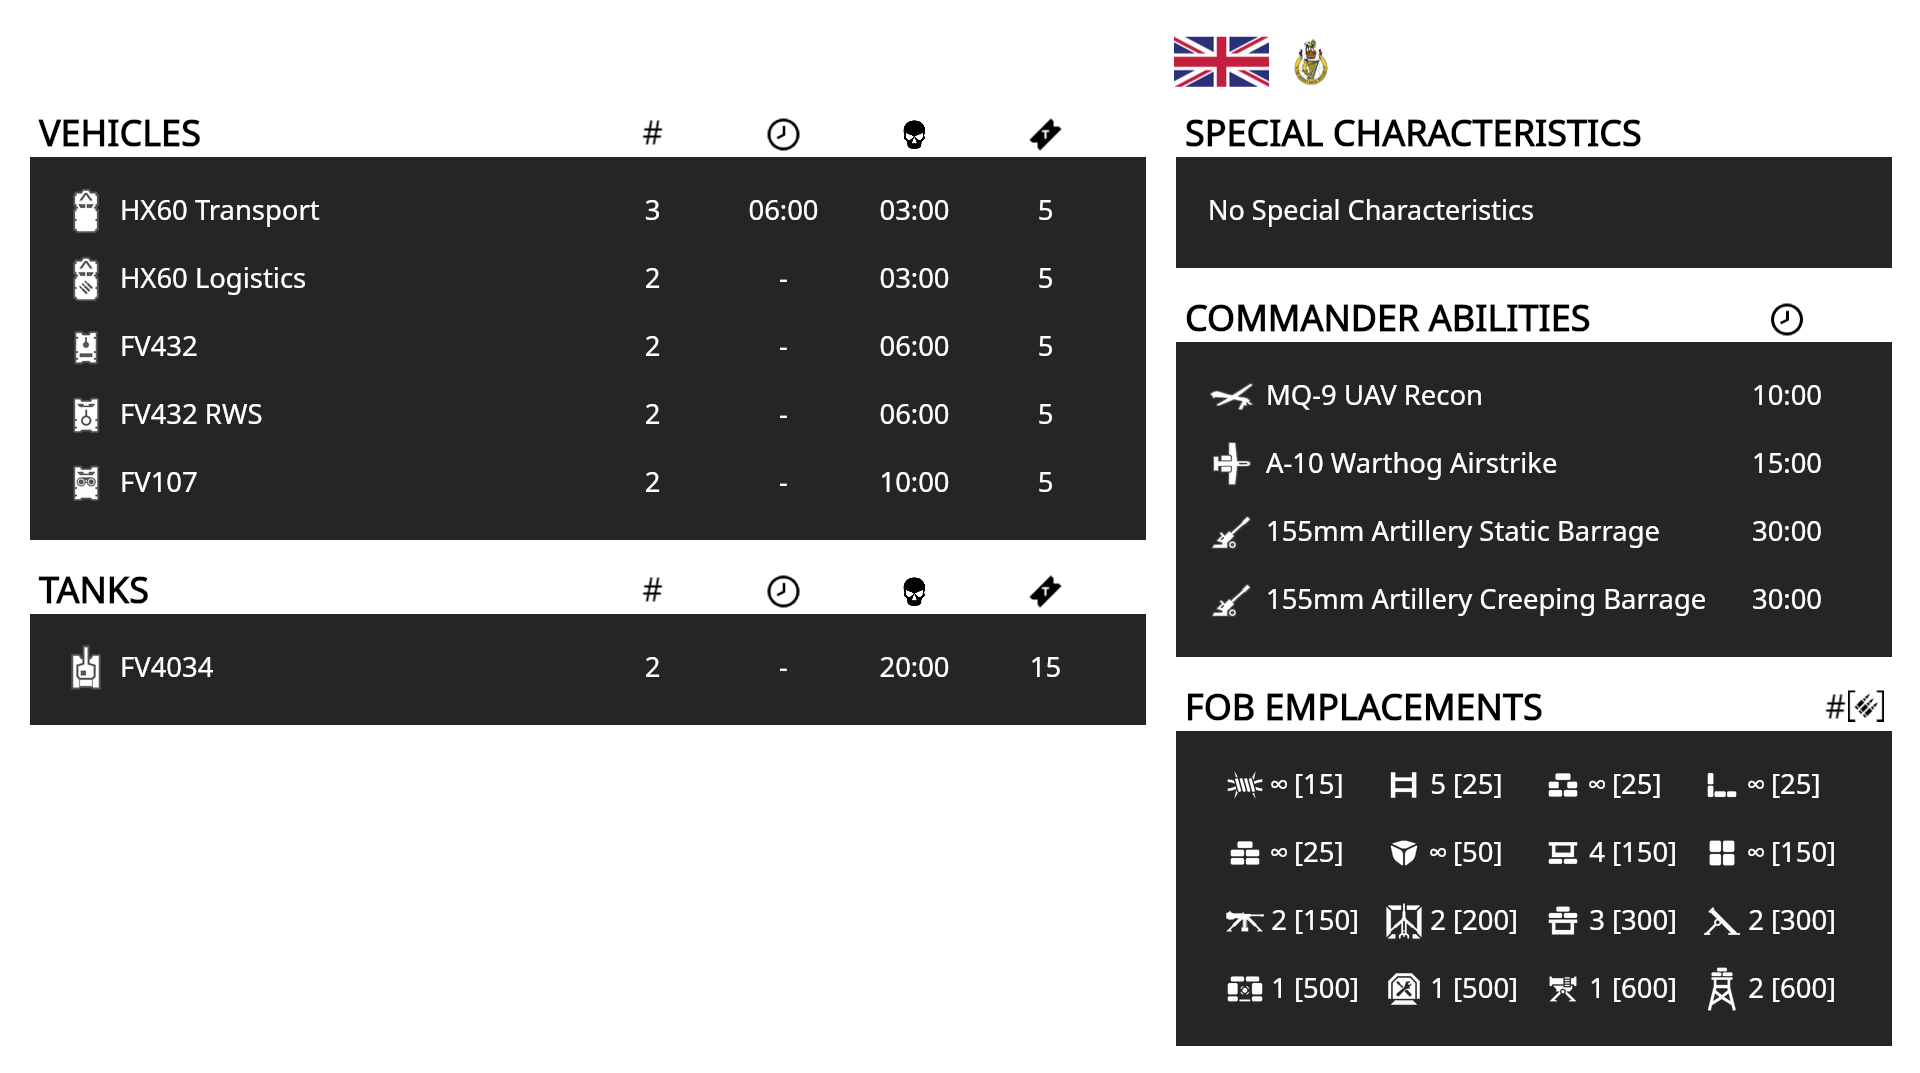 VEHICLES #
HX60 Transport 3 06:00 03:00 5
HX60 Logistics 2 - 03:00 5
FV432 2 - 06:00 5
FV432 RWS 2 - 06:00 5
FV107 2 - 10:00 5
TANKS #
FV4034 2 - 20:00 15
SPECIAL CHARACTERISTICS
No Special Characteristics
COMMANDER ABILITIES
MQ-9 UAV Recon 10:00
A-10 Warthog Airstrike 15:00
155mm Artillery Static Barrage 30:00
155mm Artillery Creeping Barrage 30:00
FOB EMPLACEMENTS #[ ]
∞ [15] 5 [25] ∞ [25] ∞ [25]
∞ [25] ∞ [50] 4 [150] ∞ [150]
2 [150] 2 [200] 3 [300] 2 [300]
1 [500] 1 [500] 1 [600] 2 [600]